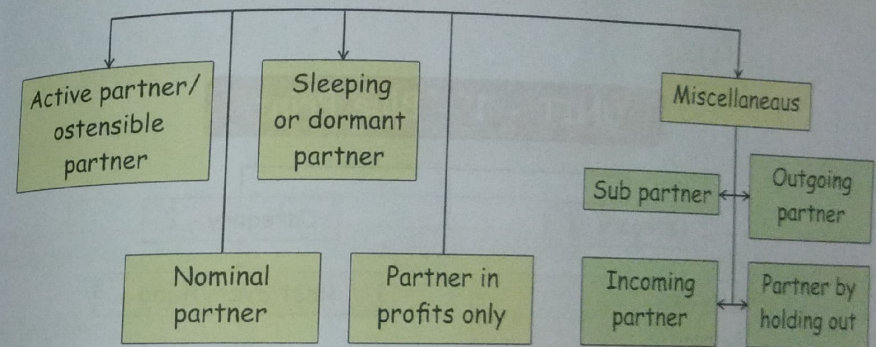 Active partner/
ostensible
partner
Sleeping
or dormant
partner
Miscellaneaus
Sub partner
Outgoing
partner
Nominal
partner
Partner in
profits only
Incoming
partner
Partner by
holding out